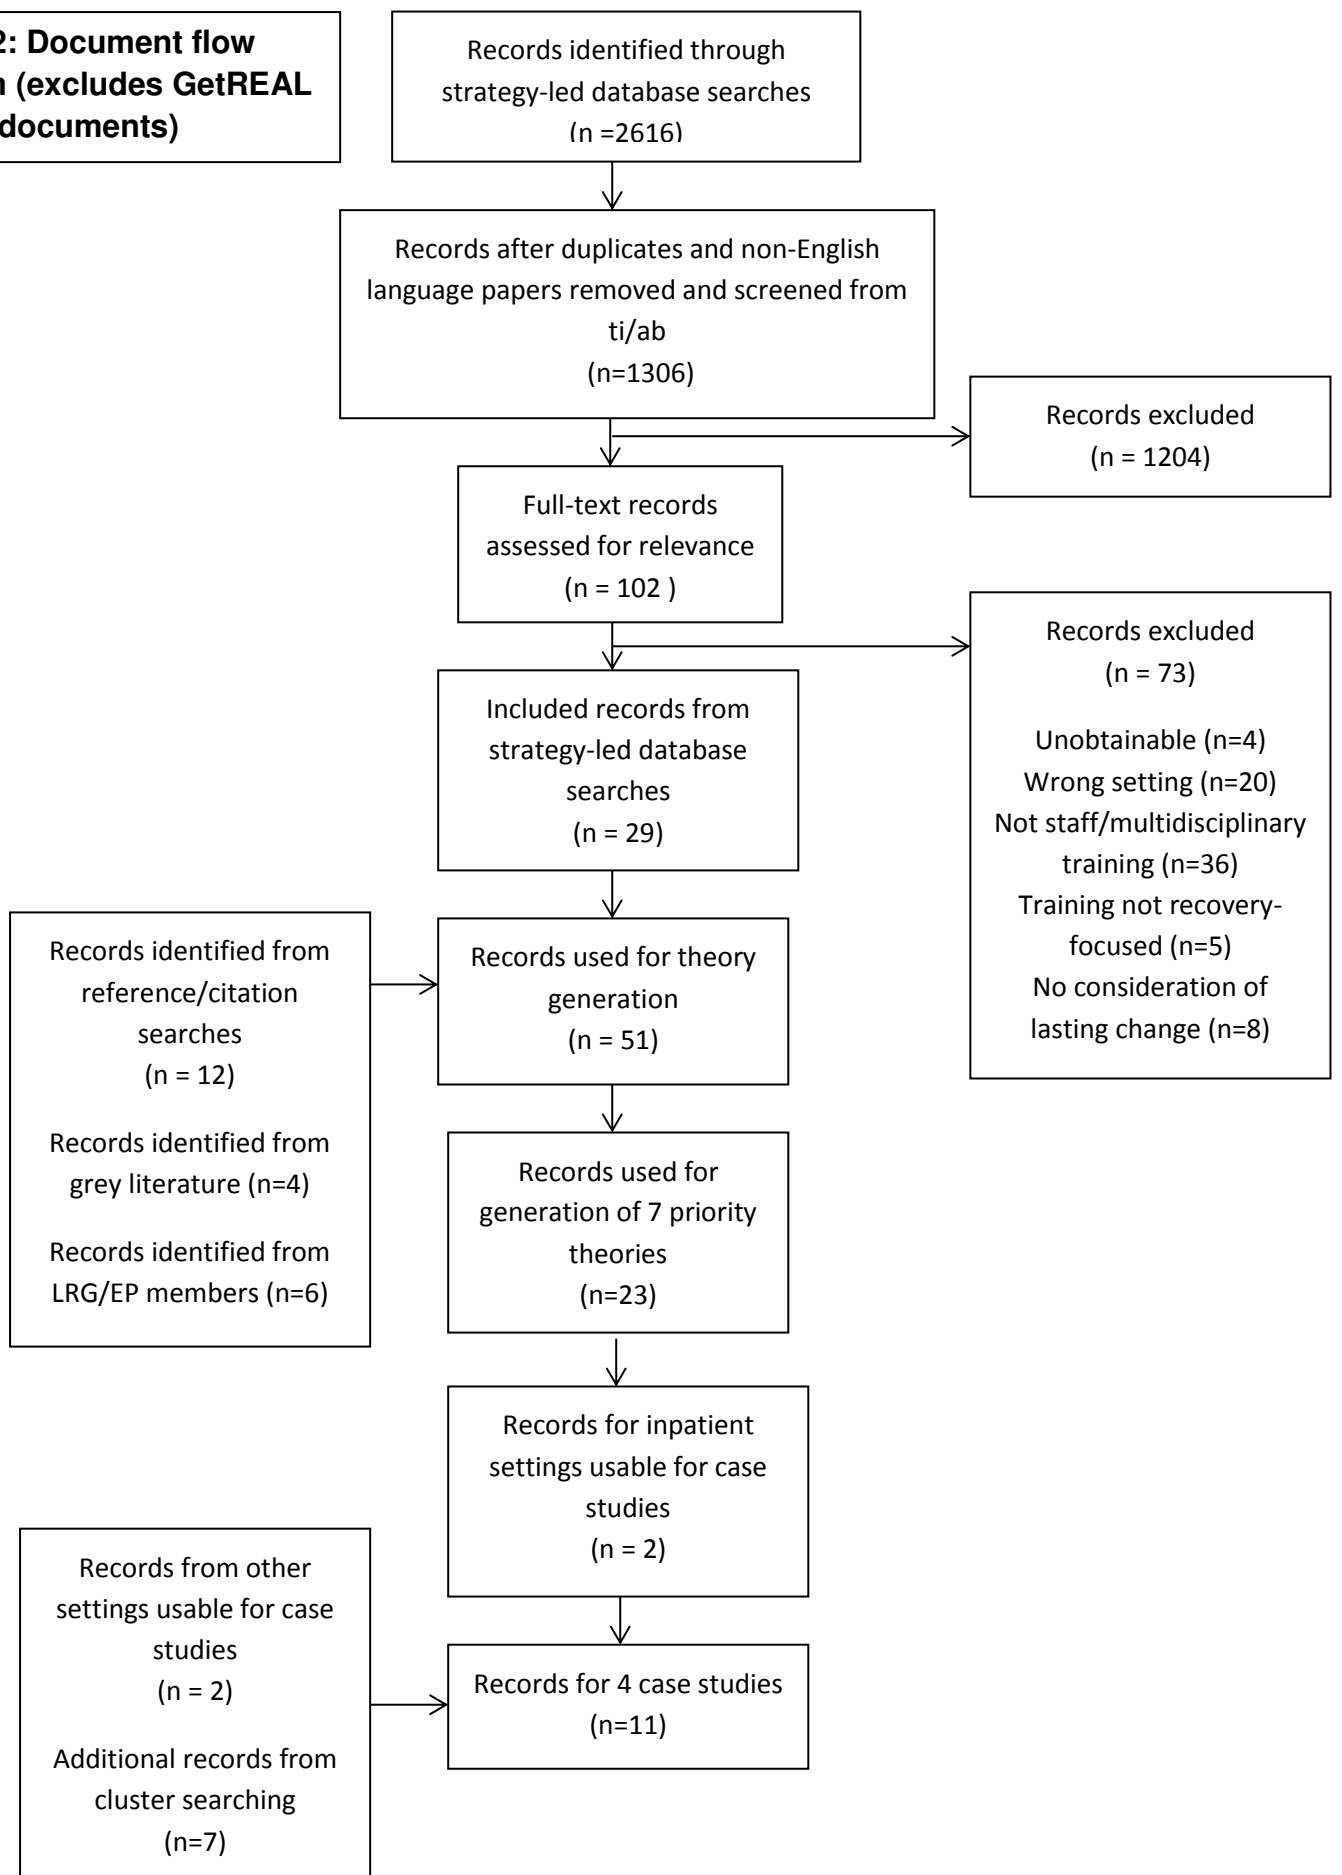 2: Document flow
(excludes GetREAL
documents)
Records identified through
strategy-led database searches
(n =2616)
Records after duplicates and non-English
language papers removed and screened from
ti/ab
(n=1306)
Records excluded
(n = 1204)
Full-text records
assessed for relevance
(n = 102 )
Records excluded
(n = 73)
Unobtainable (n=4)
Wrong setting (n=20)
Not staff/multidisciplinary
training (n=36)
Training not recovery-
focused (n=5)
No consideration of
lasting change (n=8)
Included records from
strategy-led database
searches
(n = 29)
Records identified from
reference/citation
searches
(n = 12)
Records identified from
grey literature (n=4)
Records identified from
LRG/EP members (n=6)
Records used for theory
generation
(n = 51)
Records used for
generation of 7 priority
theories
(n=23)
Records for inpatient
settings usable for case
studies
(n = 2)
Records from other
settings usable for case
studies
(n = 2)
Additional records from
cluster searching
(n=7)
Records for 4 case studies
(n=11)